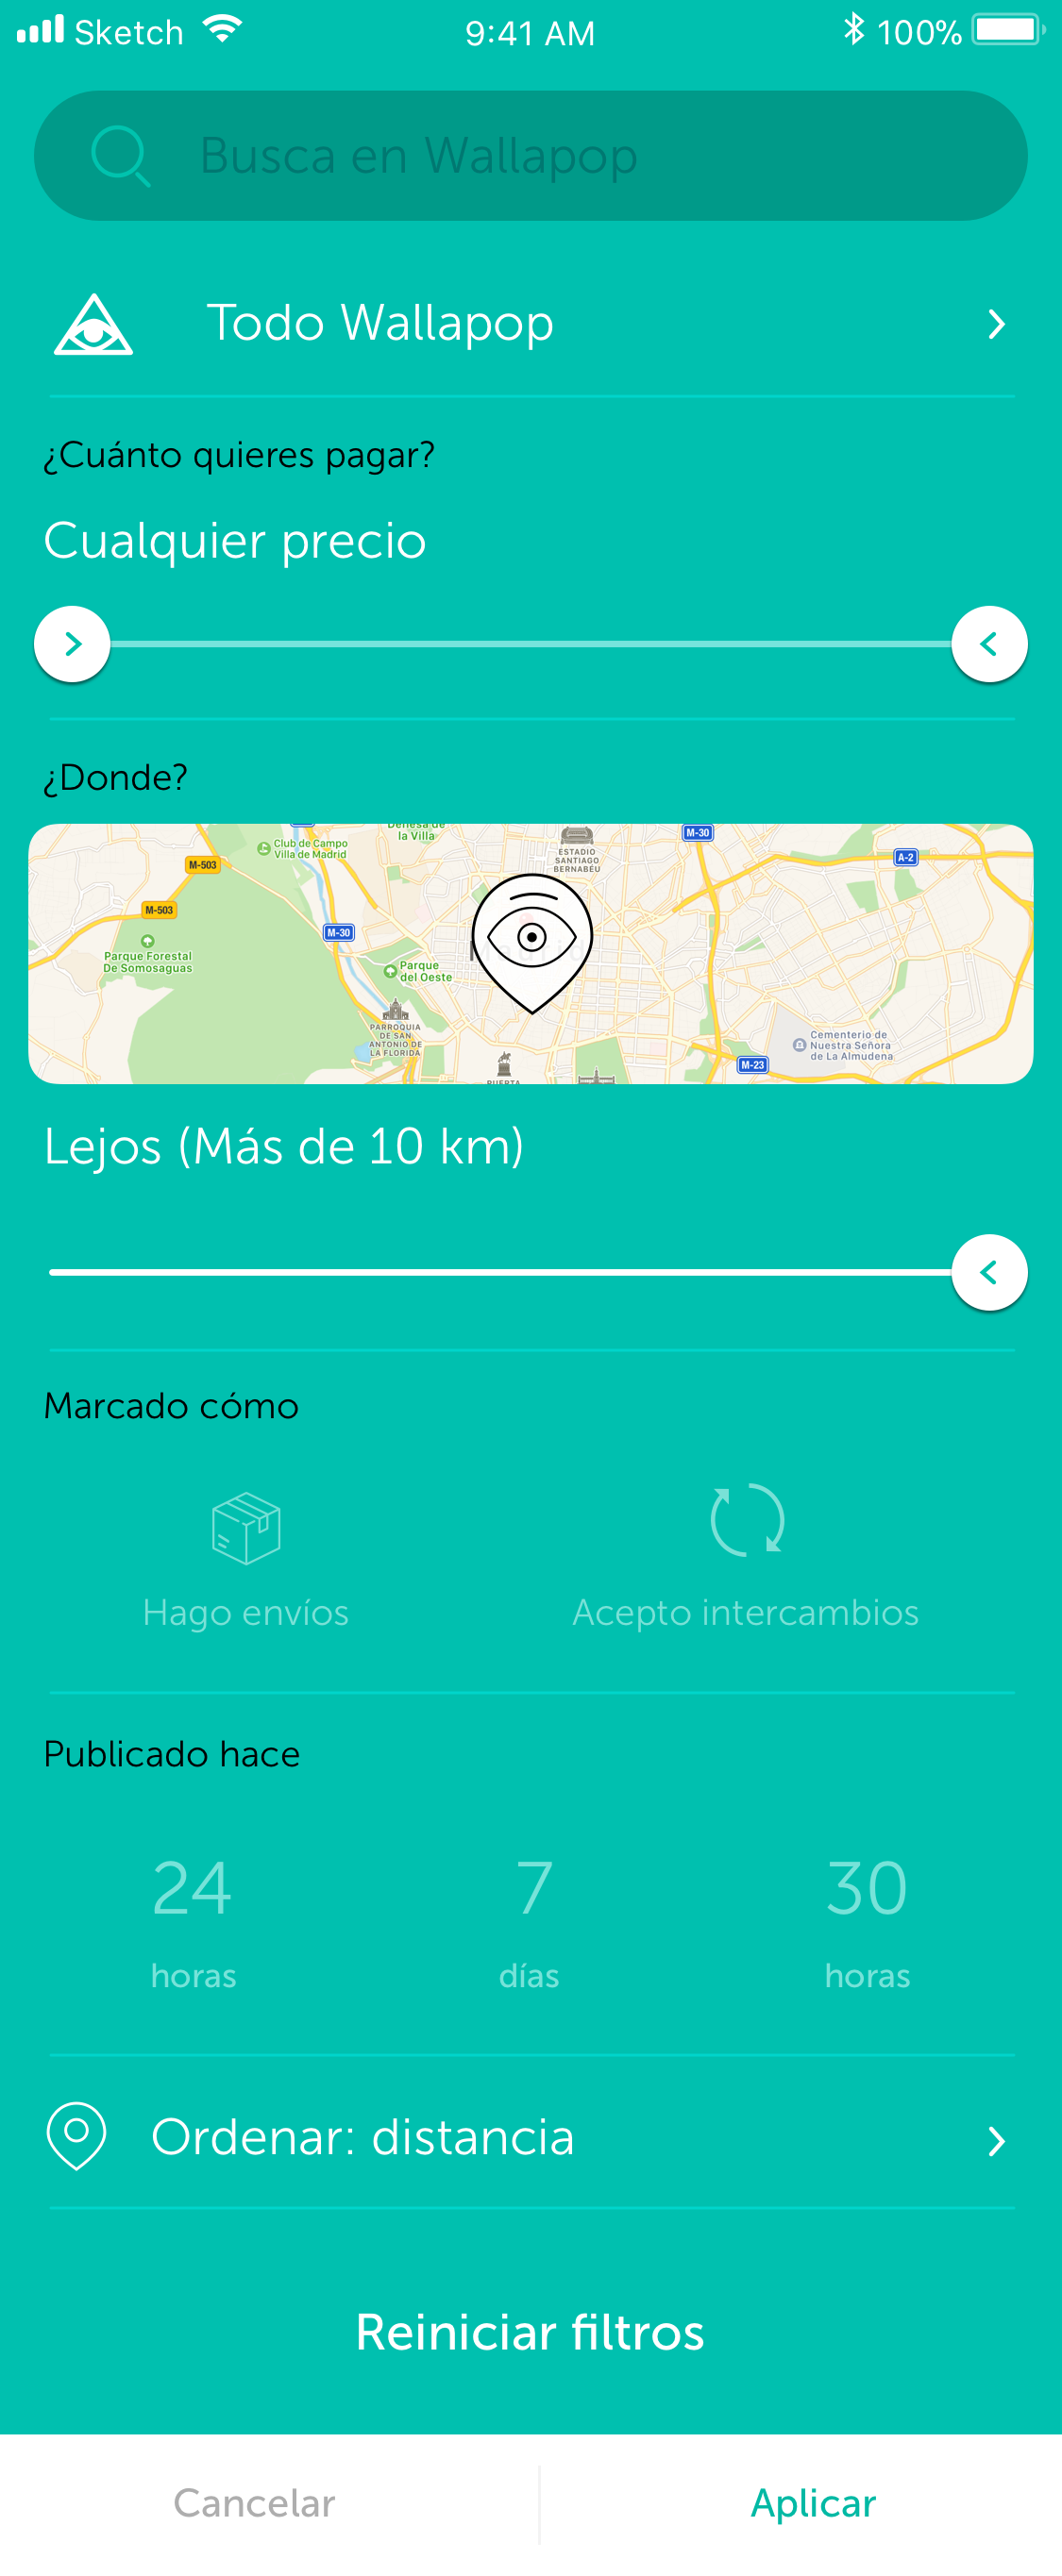 Sketch 9:41 AM 100%
Busca en Wallapop
Todo Wallapop
¿Cuánto quieres pagar?
Cualquier precio
¿Donde?
Dehesa de
la Villa
M-30
Club de Campo
Villa de Madrid
ESTADIO
SANTIAGO
BERNABÉU
A-2
M-503
M-503
M-30
Parque Forestal
De Somosaguas
Parque
del Oeste
Madrid
PARROQUIA
DE SAN
ANTONIO DE
LA FLORIDA
Cementerio de
Nuestra Señora
de La Almudena
M-23
PUERTA
Lejos (Más de 10 km)
Marcado cómo
Hago envíos
Acepto intercambios
Publicado hace
24 7 30
horas días horas
Ordenar: distancia
Reiniciar filtros
Cancelar Aplicar